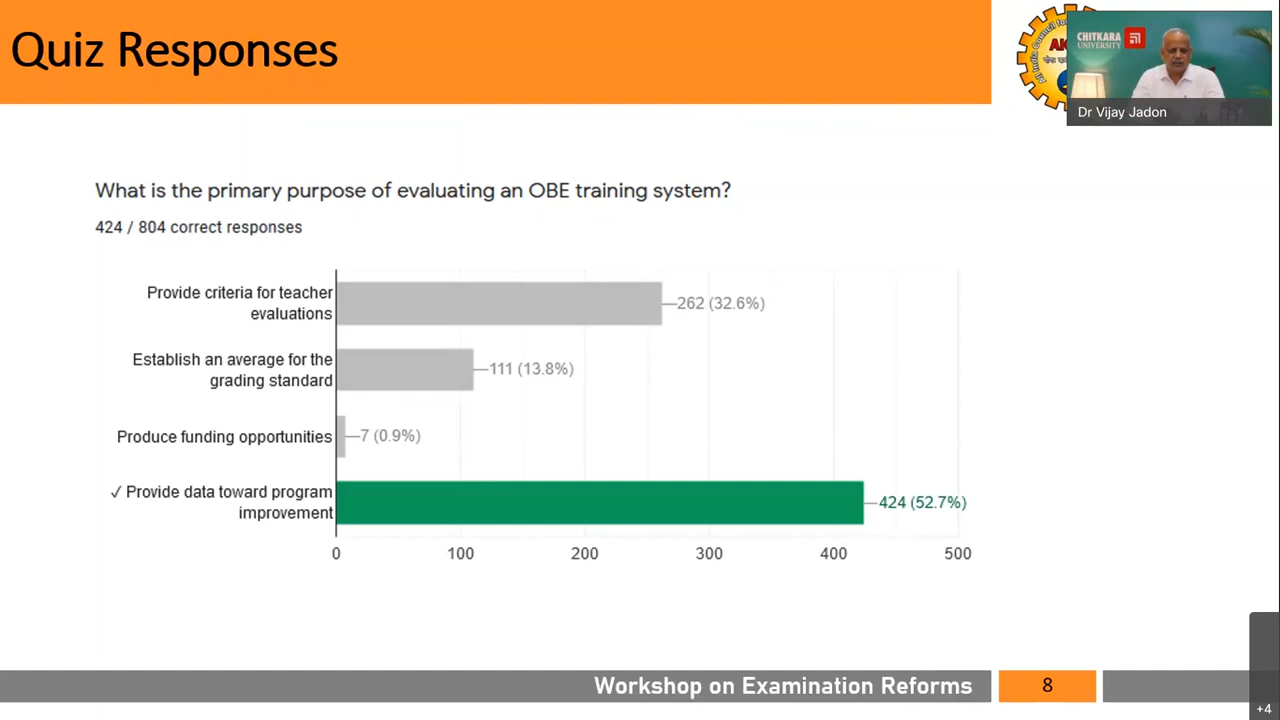 Quiz Responses
CHITKARA
UNIVERSITY
Dr Vijay Jadon
What is the primary purpose of evaluating an OBE training system?
424 / 804 correct responses
Provide criteria for teacher
evaluations
262 (32.6%)
Establish an average for the
grading standard
111 (13.8%)
Produce funding opportunities
7 (0.9%)
✓ Provide data toward program
improvement
424 (52.7%)
0 100 200 300 400 500
Workshop on Examination Reforms
8
+4